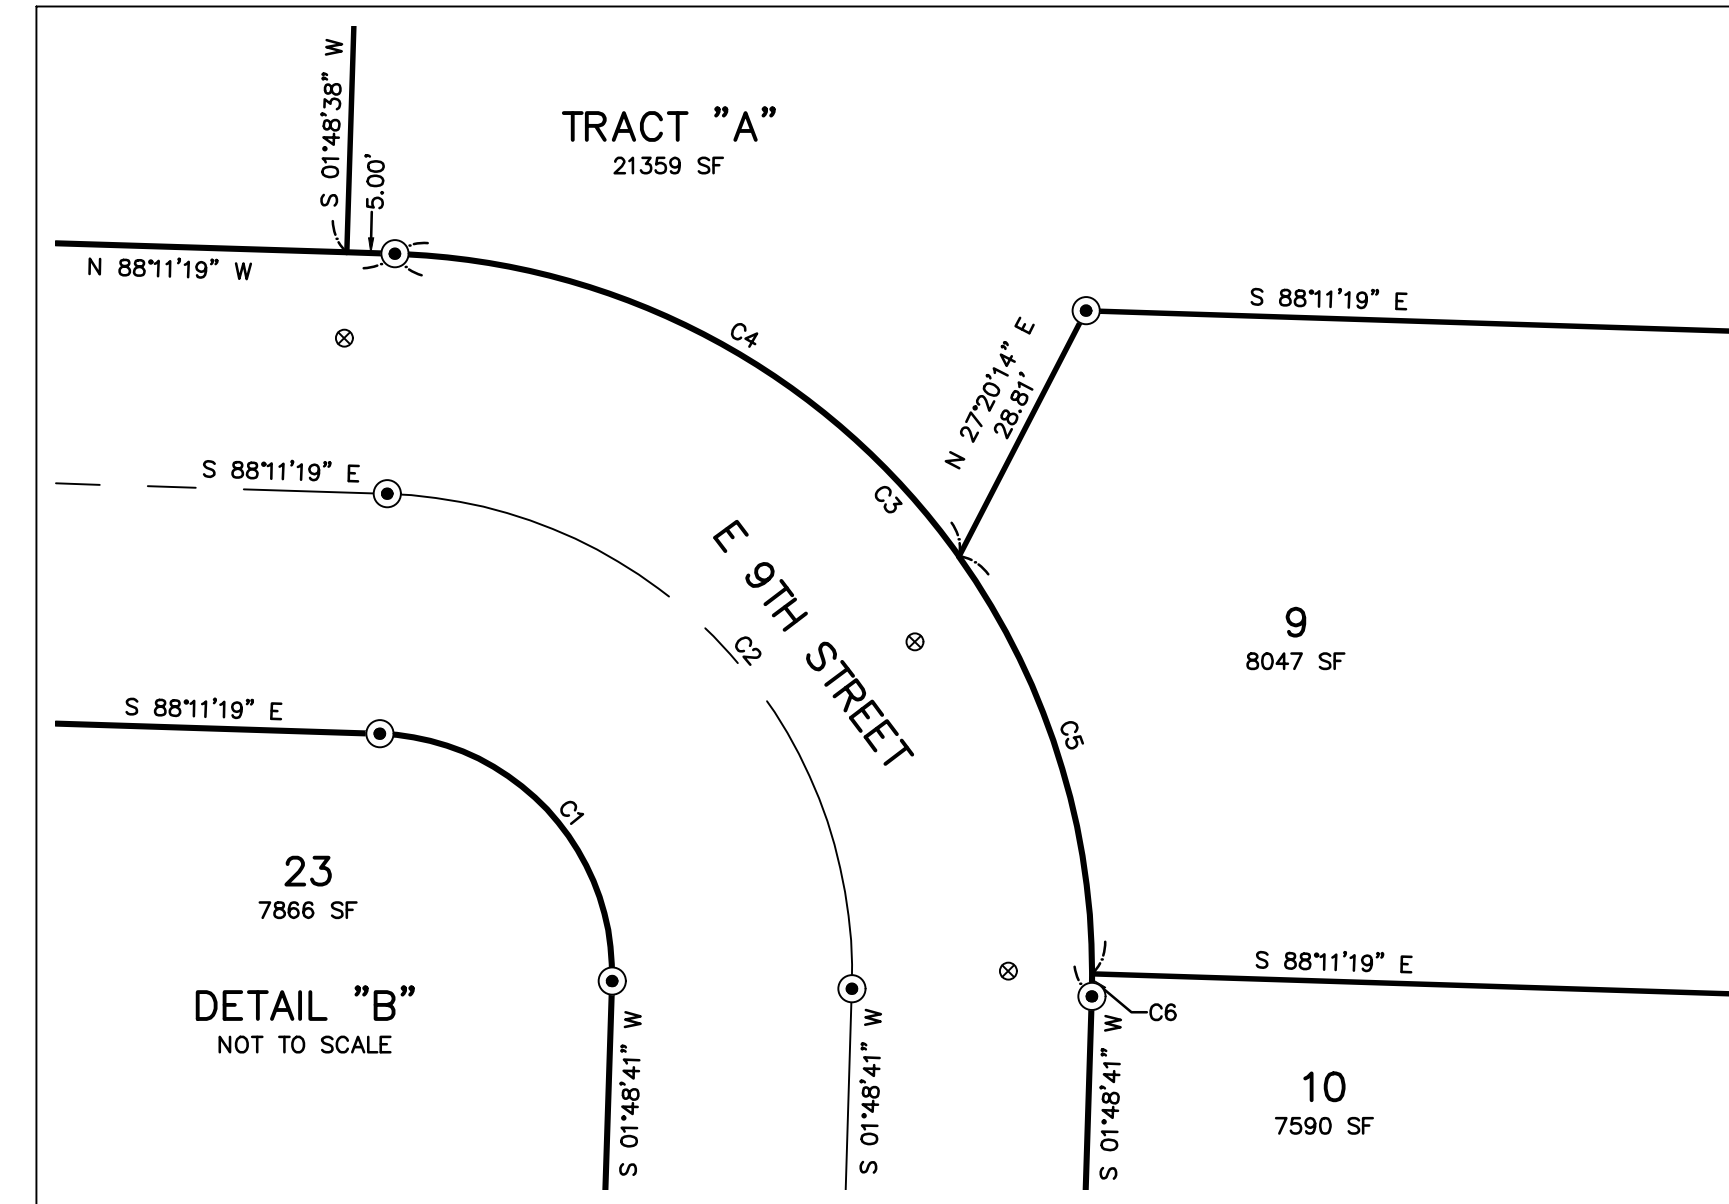 S 01°48'38" W
5.00'
TRACT "A"
21359 SF
N 88°11'19" W
C4
S 88°11'19" E
N 27°20'14" E
28.81'
S 88°11'19" E
C3
E 9TH STREET
C2
9
8047 SF
S 88°11'19" E
C5
C1
23
7866 SF
S 88°11'19" E
DETAIL "B"
NOT TO SCALE
C6
S 01°48'41" W
S 01°48'41" W
S 01°48'41" W
10
7590 SF